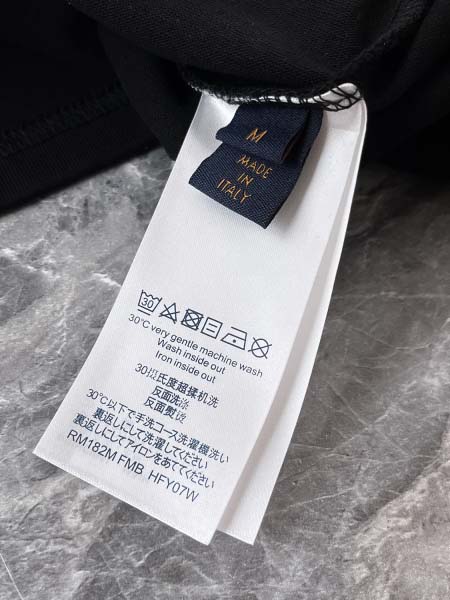 M
MADE
IN
ITALY
30
30°C very gentle machine wash
Wash inside out
Iron inside out
30摄氏度超揉机洗
反面洗涤
反面熨烫
30℃以下で手洗コース洗濯機洗い
裏返しにして洗濯してください
裏返しにしてアイロンをあててください
RM182M FMB HFY07W